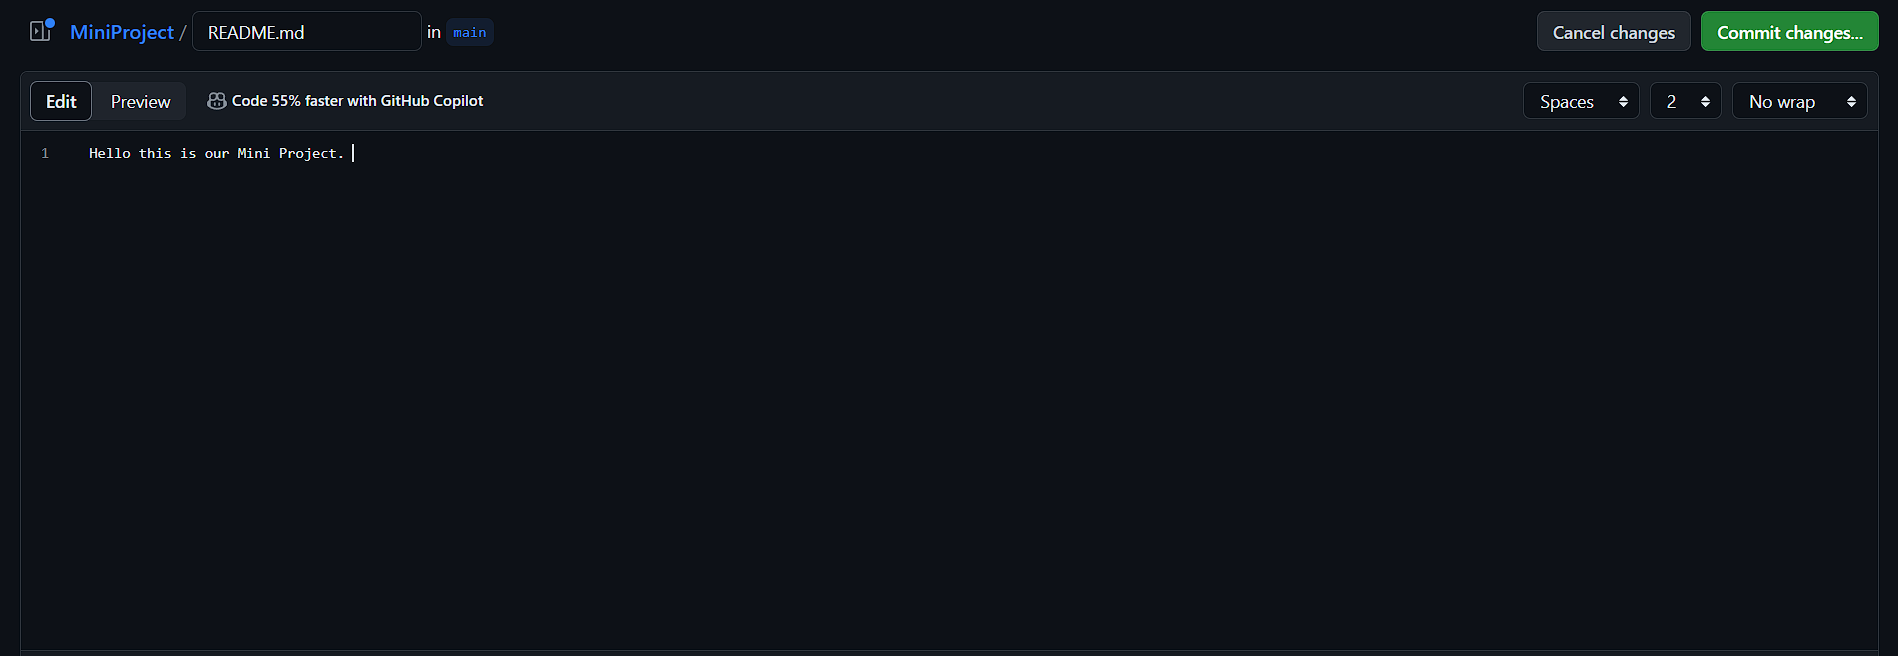 MiniProject / README.md in main Cancel changes Commit changes...
Edit Preview Code 55% faster with GitHub Copilot Spaces 2 No wrap
1 Hello this is our Mini Project.